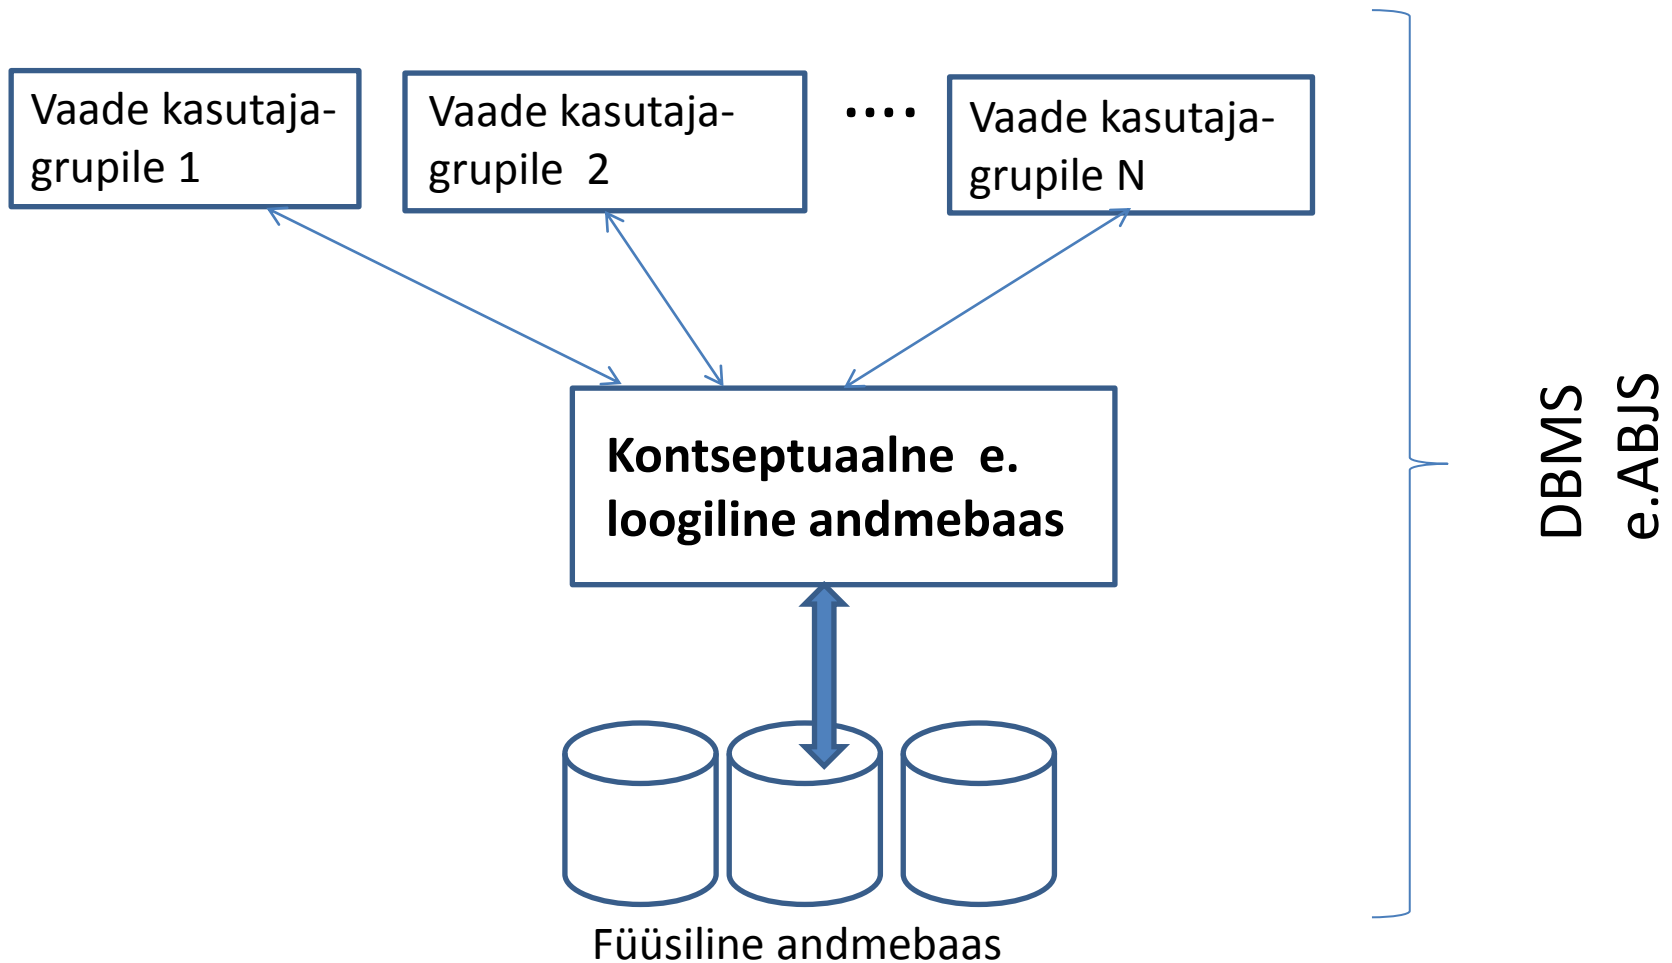 Vaade kasutaja-
grupile 1
Vaade kasutaja-
grupile  2
....
Vaade kasutaja-
grupile N
Kontseptuaalne  e.
loogiline andmebaas
Füüsiline andmebaas
DBMS
e.ABJS